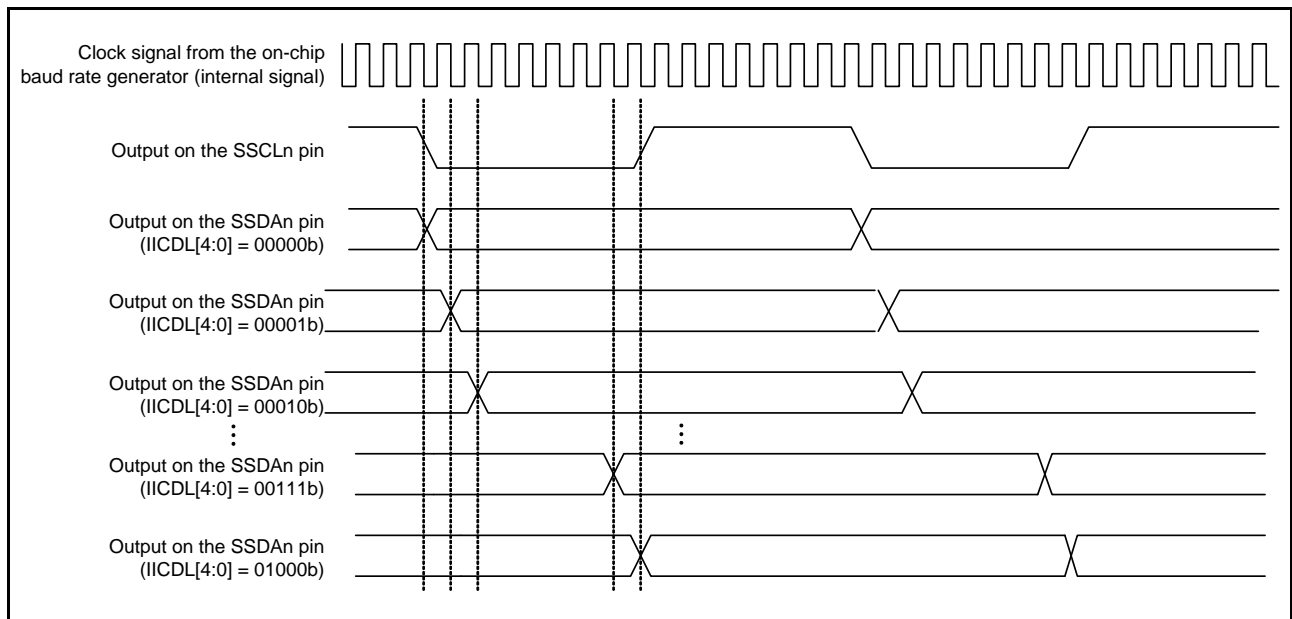 Clock signal from the on-chip
baud rate generator (internal signal)
Output on the SSCLn pin
Output on the SSDAn pin
(IICDL[4:0] = 00000b)
Output on the SSDAn pin
(IICDL[4:0] = 00001b)
Output on the SSDAn pin
(IICDL[4:0] = 00010b)
Output on the SSDAn pin
(IICDL[4:0] = 00111b)
Output on the SSDAn pin
(IICDL[4:0] = 01000b)